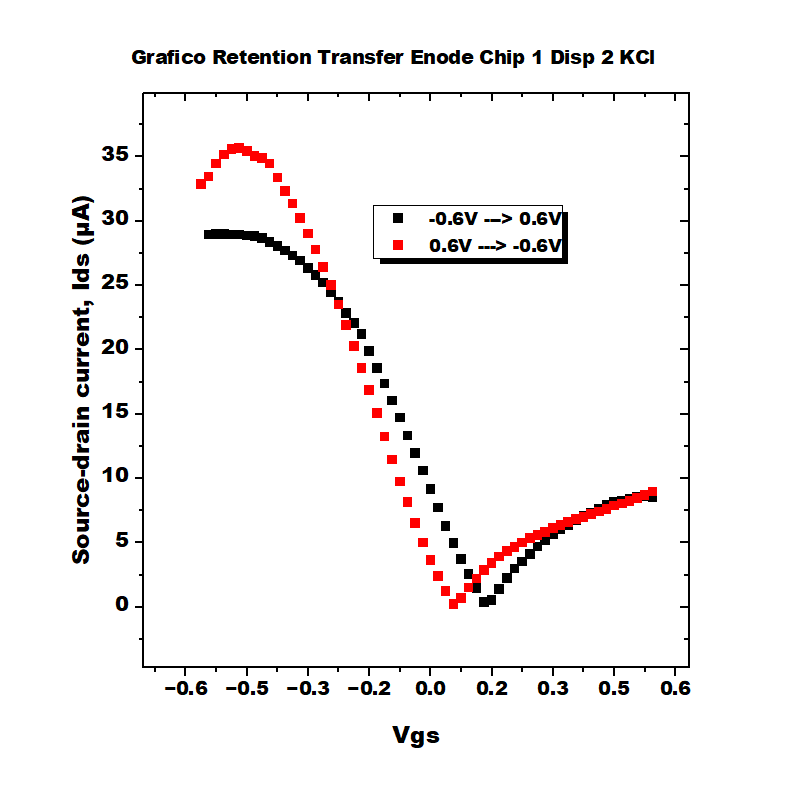 Grafico Retention Transfer Enode Chip 1 Disp 2 KCl
35
30
25
20
15
10
5
0
Source-drain current, Ids (µA)
-0.6V ---> 0.6V
0.6V ---> -0.6V
−0.6 −0.5 −0.3 −0.2 0.0 0.2 0.3 0.5 0.6
Vgs